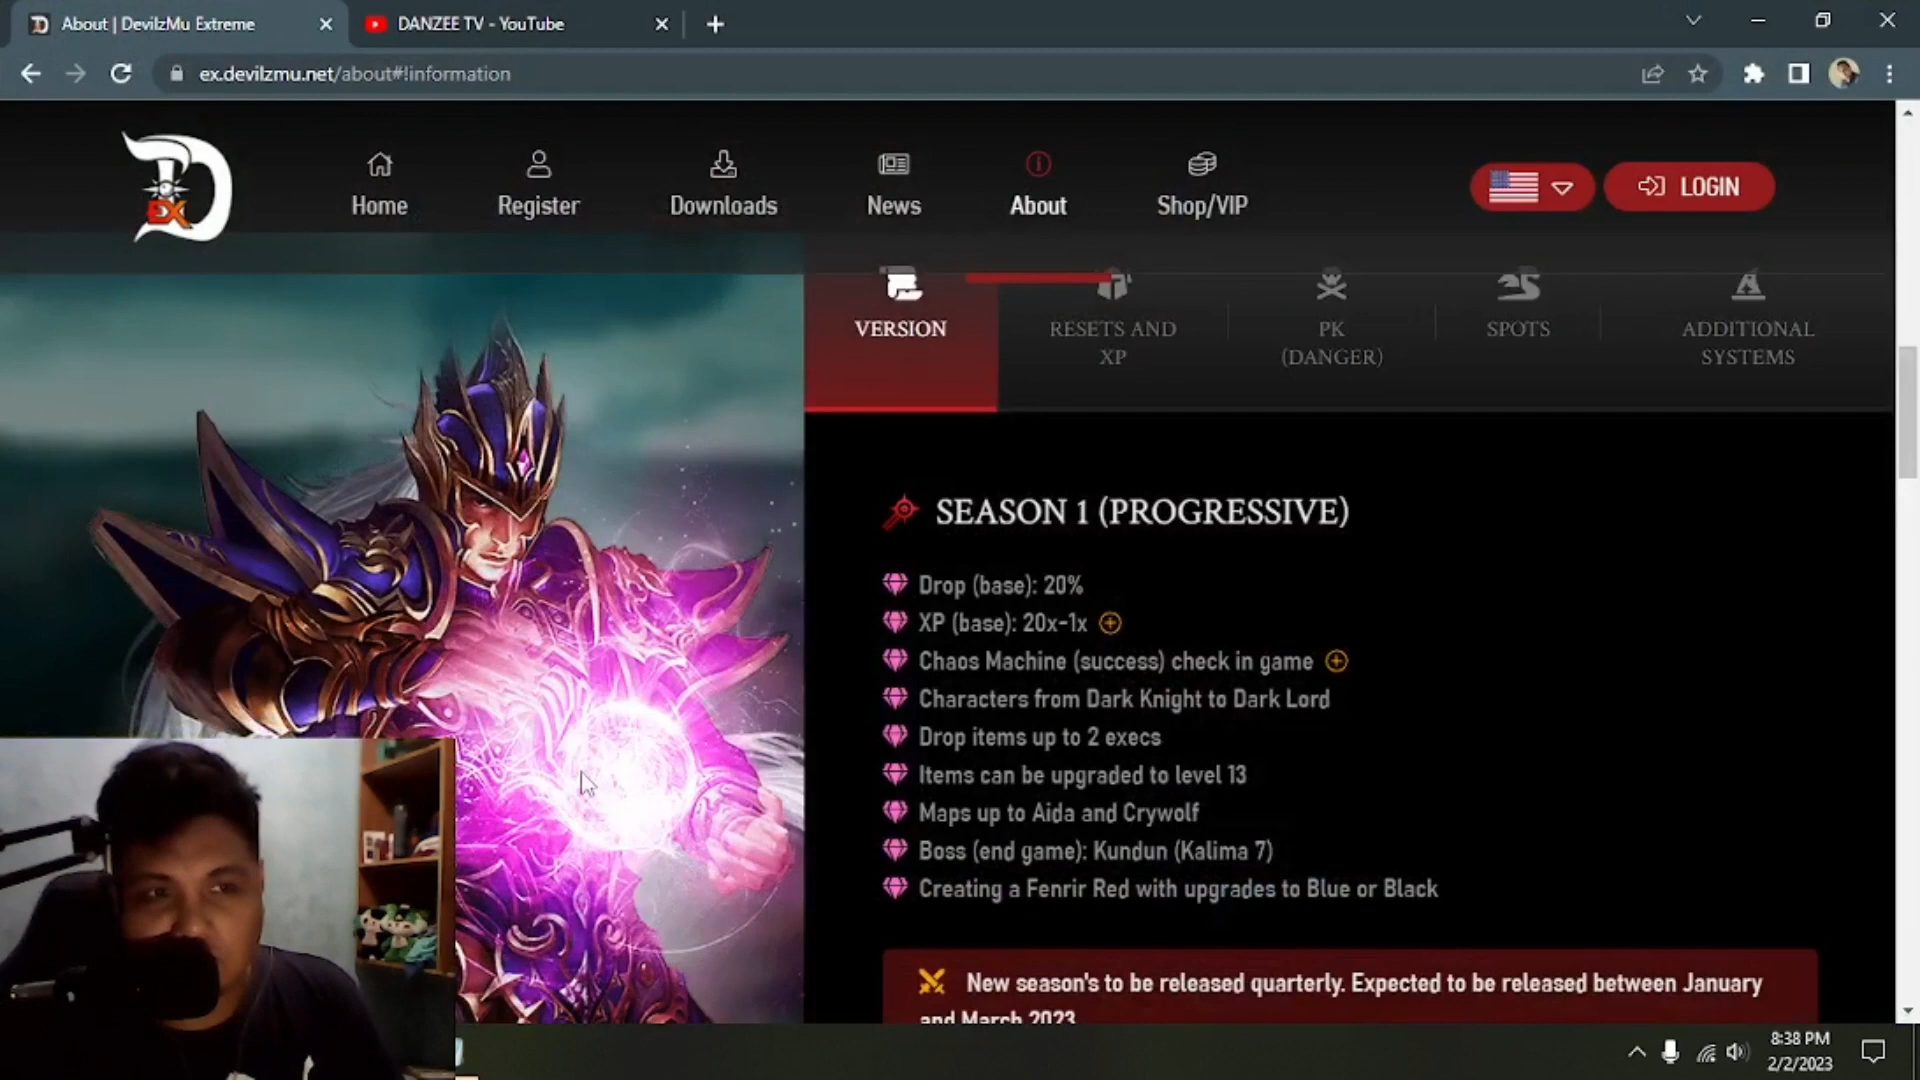 About | DevilzMu Extreme
DANZEE TV - YouTube
ex.devilzmu.net/about#!information
D
EX
Home
Register
Downloads
News
About
Shop/VIP
LOGIN
VERSION
RESETS AND
XP
PK
(DANGER)
SPOTS
ADDITIONAL
SYSTEMS
SEASON 1 (PROGRESSIVE)
Drop (base): 20%
XP (base): 20x-1x
Chaos Machine (success) check in game
Characters from Dark Knight to Dark Lord
Drop items up to 2 execs
Items can be upgraded to level 13
Maps up to Aida and Crywolf
Boss (end game): Kundun (Kalima 7)
Creating a Fenrir Red with upgrades to Blue or Black
New season's to be released quarterly. Expected to be released between January
and March 2023
8:38 PM
2/2/2023